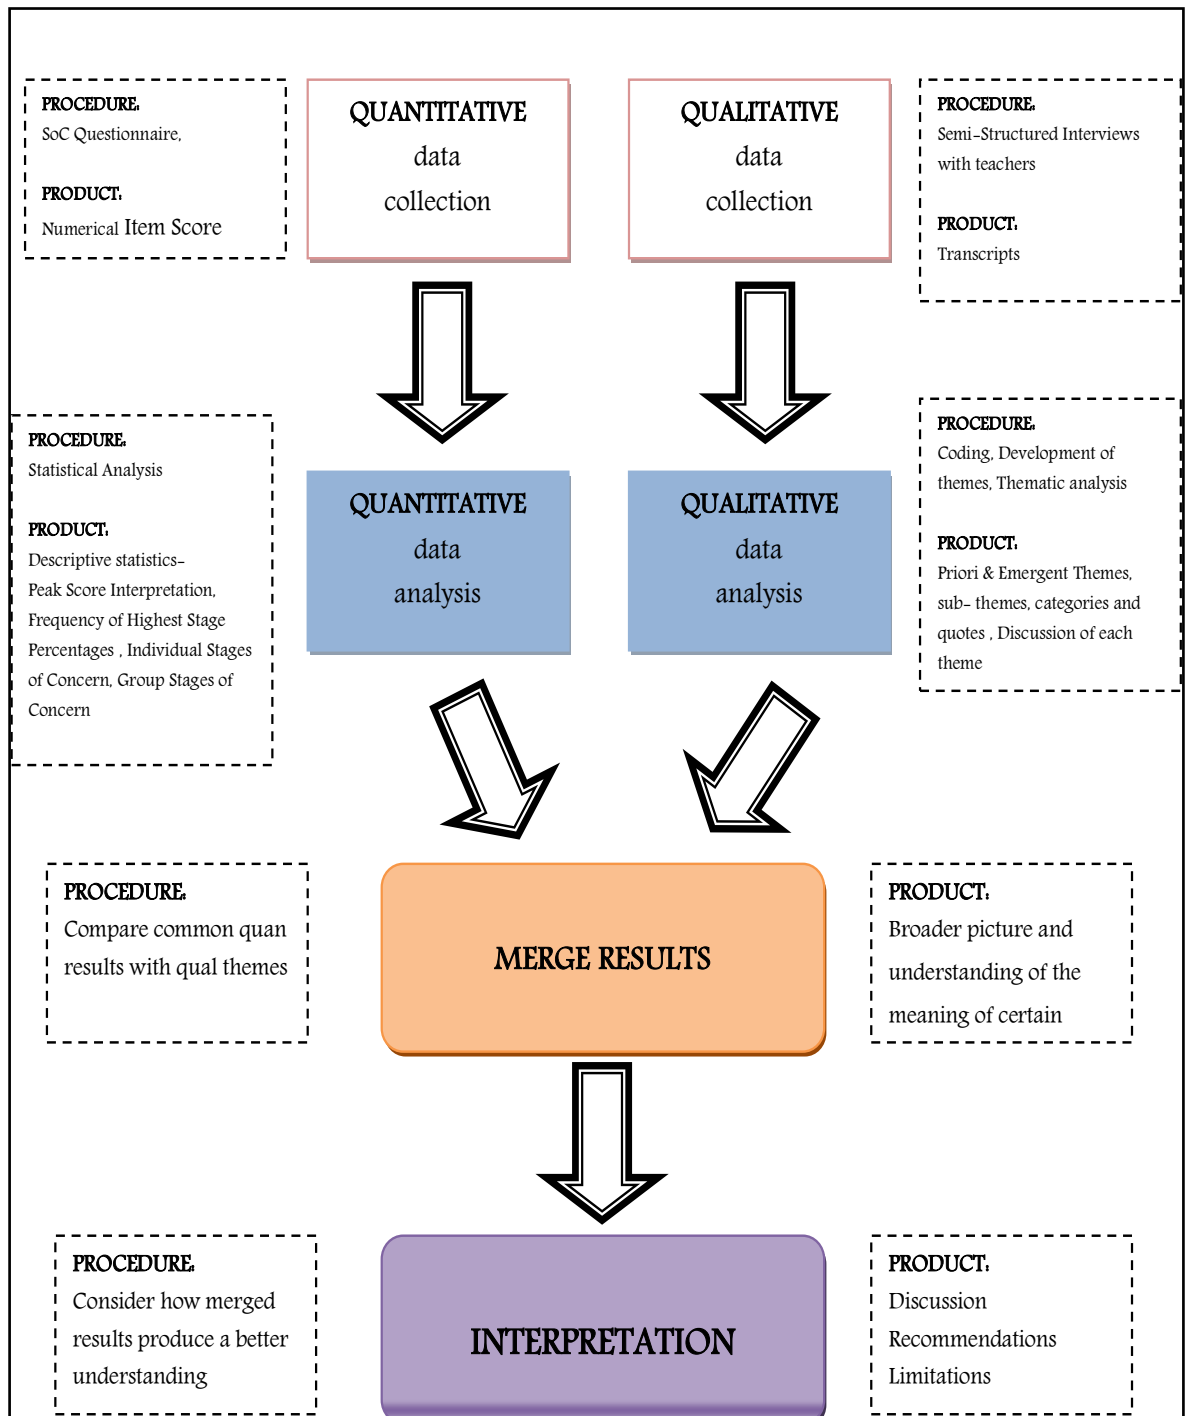 PROCEDURE:
SoC Questionnaire,
PRODUCT:
Numerical Item Score
QUANTITATIVE
data
collection
QUALITATIVE
data
collection
PROCEDURE:
Semi-Structured Interviews
with teachers
PRODUCT:
Transcripts
PROCEDURE:
Statistical Analysis
PRODUCT:
Descriptive statistics-
Peak Score Interpretation,
Frequency of Highest Stage
Percentages , Individual Stages
of Concern, Group Stages of
Concern
QUANTITATIVE
data
analysis
QUALITATIVE
data
analysis
PROCEDURE:
Coding, Development of
themes, Thematic analysis
PRODUCT:
Priori & Emergent Themes,
sub- themes, categories and
quotes , Discussion of each
theme
PROCEDURE:
Compare common quan
results with qual themes
MERGE RESULTS
PRODUCT:
Broader picture and
understanding of the
meaning of certain
PROCEDURE:
Consider how merged
results produce a better
understanding
INTERPRETATION
PRODUCT:
Discussion
Recommendations
Limitations